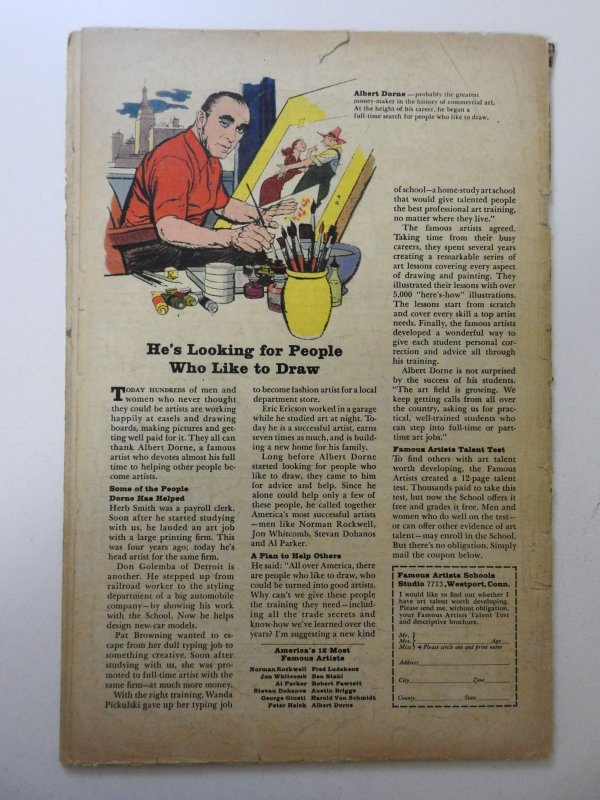 Albert Dorne — probably the greatest
money-maker in the history of commercial art.
At the height of his career, he began a
full-time search for people who like to draw.
He's Looking for People
Who Like to Draw
TODAY HUNDREDS of men and
women who never thought
they could be artists are working
happily at easels and drawing
boards, making pictures and get-
ting well paid for it. They all can
thank Albert Dorne, a famous
artist who devotes almost his full
time to helping other people be-
come artists.
Some of the People
Dorne Has Helped
Herb Smith was a payroll clerk.
Soon after he started studying
with us, he landed an art job
with a large printing firm. This
was four years ago; today he's
head artist for the same firm.
Don Golemba of Detroit is
another. He stepped up from
railroad worker to the styling
department of a big automobile
company—by showing his work
with the School. Now he helps
design new-car models.
Pat Browning wanted to es-
cape from her dull typing job to
something creative. Soon after
studying with us, she was pro-
moted to full-time artist with the
same firm—at much more money.
With the right training, Wanda
Pickulski gave up her typing job
to become fashion artist for a local
department store.
Eric Ericson worked in a garage
while he studied art at night. To-
day he is a successful artist, earns
seven times as much, and is build-
ing a new home for his family.
Long before Albert Dorne
started looking for people who
like to draw, they came to him
for advice and help. Since he
alone could help only a few of
these people, he called together
America's most successful artists
—men like Norman Rockwell,
Jon Whitcomb, Stevan Dohanos
and Al Parker.
A Plan to Help Others
He said: "All over America, there
are people who like to draw, who
could be turned into good artists.
Why can't we give these people
the training they need—includ-
ing all the trade secrets and
know-how we've learned over the
years? I'm suggesting a new kind
America's 12 Most
Famous Artists
Norman Rockwell Fred Ludekens
Jon Whitcomb Ben Stahl
Al Parker Robert Fawcett
Stevan Dohanos Austin Briggs
George Giusti Harold Von Schmidt
Peter Helck Albert Dorne
of school—a home-study art school
that would give talented people
the best professional art training,
no matter where they live."
The famous artists agreed.
Taking time from their busy
careers, they spent several years
creating a remarkable series of
art lessons covering every aspect
of drawing and painting. They
illustrated their lessons with over
5,000 "here's-how" illustrations.
The lessons start from scratch
and cover every skill a top artist
needs. Finally, the famous artists
developed a wonderful way to
give each student personal cor-
rection and advice all through
his training.
Albert Dorne is not surprised
by the success of his students.
"The art field is growing. We
keep getting calls from all over
the country, asking us for prac-
tical, well-trained students who
can step into full-time or part-
time art jobs."
Famous Artists Talent Test
To find others with art talent
worth developing, the Famous
Artists created a 12-page talent
test. Thousands paid to take this
test, but now the School offers it
free and grades it free. Men and
women who do well on the test—
or can offer other evidence of art
talent—may enroll in the School.
But there's no obligation. Simply
mail the coupon below.
Famous Artists Schools
Studio 7713, Westport, Conn.
I would like to find out whether I
have art talent worth developing.
Please send me, without obligation,
your Famous Artists Talent Test
and descriptive brochure.
Mr.
Mrs. Age
Miss Please circle one and print name
Address
City Zone
County State